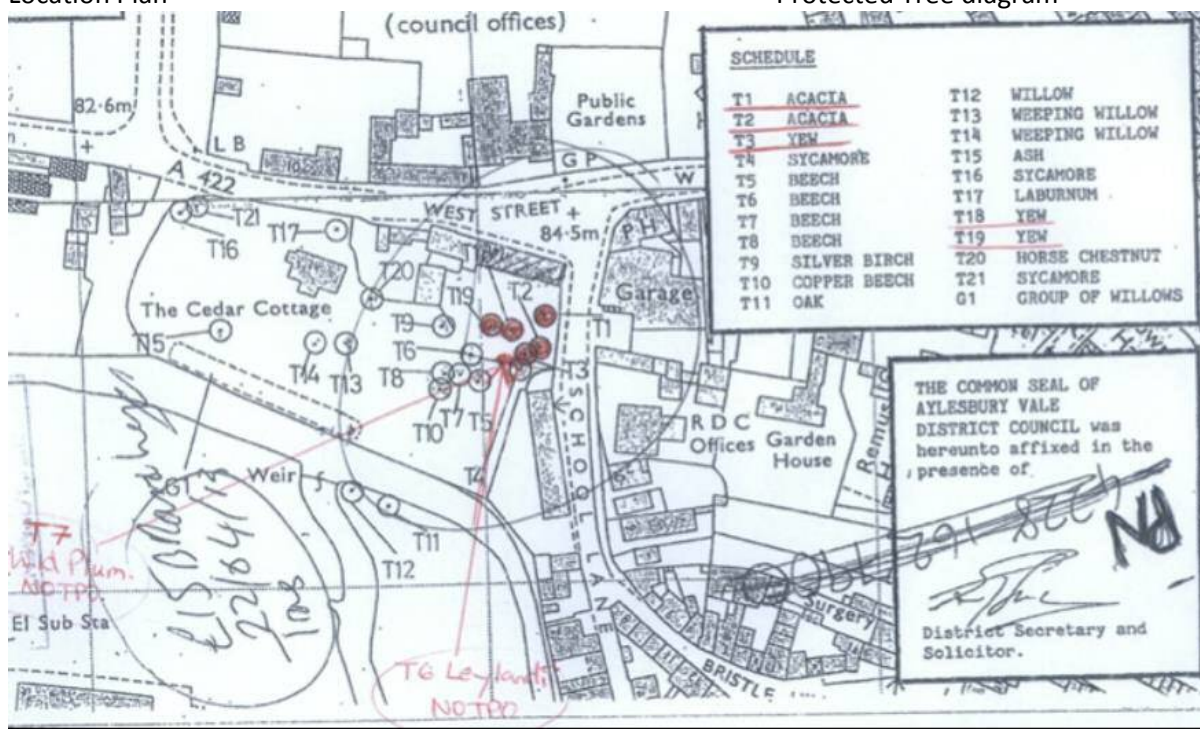 Location Plan
Protected Tree diagram
(council offices)
82·6m
Public
Gardens
L B
G P
W
A 422
WEST STREET
84·5m
P H
T21
T16
T17
T20
T19
T2
T1
Garage
The Cedar Cottage
T9
T6
T8
T3
T15
T14
T13
T10
T7
T5
T4
SCHOOL LANE
R D C
Offices
Garden
House
Remus
Weir
G1
T11
T12
T7
Wild Plum.
NO TPO
El Sub Sta
T6 Leylandi
NO TPO
Surgery
BRISTLE
SCHEDULE
T1 ACACIA
T2 ACACIA
T3 YEW
T4 SYCAMORE
T5 BEECH
T6 BEECH
T7 BEECH
T8 BEECH
T9 SILVER BIRCH
T10 COPPER BEECH
T11 OAK
T12 WILLOW
T13 WEEPING WILLOW
T14 WEEPING WILLOW
T15 ASH
T16 SYCAMORE
T17 LABURNUM
T18 YEW
T19 YEW
T20 HORSE CHESTNUT
T21 SYCAMORE
G1 GROUP OF WILLOWS
THE COMMON SEAL OF
AYLESBURY VALE
DISTRICT COUNCIL was
hereunto affixed in the
presence of
District Secretary and
Solicitor.